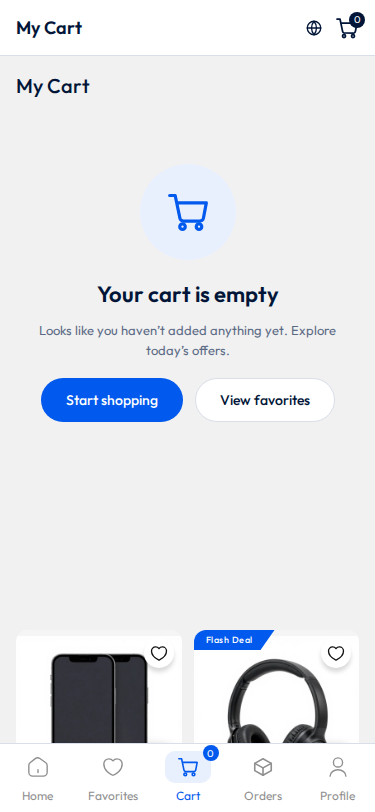 My Cart
0
My Cart
Your cart is empty
Looks like you haven’t added anything yet. Explore
today’s offers.
Start shopping
View favorites
Flash Deal
0
Home
Favorites
Cart
Orders
Profile